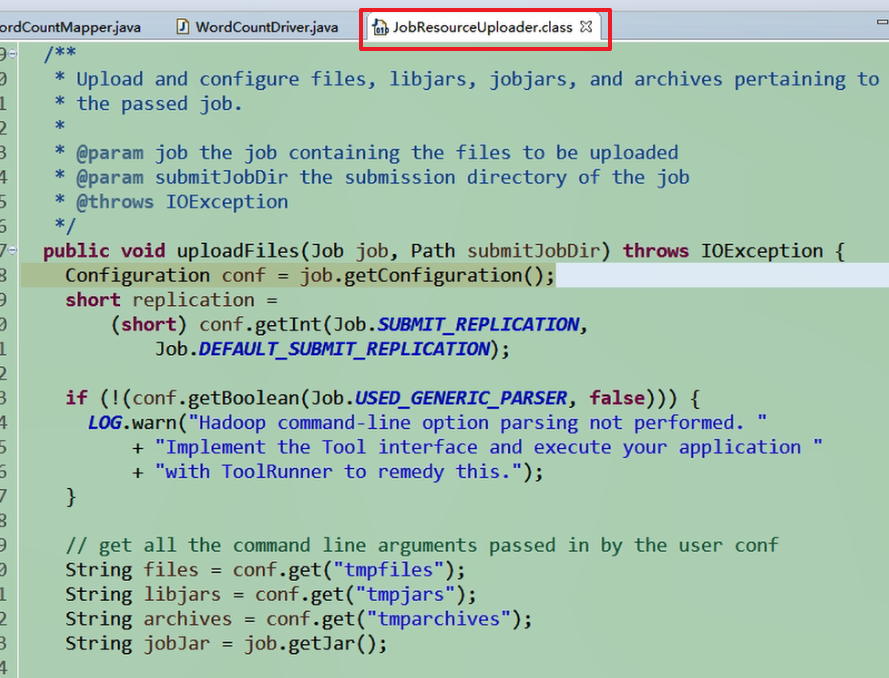 ordCountMapper.java WordCountDriver.java JobResourceUploader.class
9 /**
0 * Upload and configure files, libjars, jobjars, and archives pertaining to
1 * the passed job.
2 *
3 * @param job the job containing the files to be uploaded
4 * @param submitJobDir the submission directory of the job
5 * @throws IOException
6 */
7 public void uploadFiles(Job job, Path submitJobDir) throws IOException {
8 Configuration conf = job.getConfiguration();
9 short replication =
0 (short) conf.getInt(Job.SUBMIT_REPLICATION,
1 Job.DEFAULT_SUBMIT_REPLICATION);
2
3 if (!(conf.getBoolean(Job.USED_GENERIC_PARSER, false))) {
4 LOG.warn("Hadoop command-line option parsing not performed. "
5 + "Implement the Tool interface and execute your application "
6 + "with ToolRunner to remedy this.");
7 }
8
9 // get all the command line arguments passed in by the user conf
0 String files = conf.get("tmpfiles");
1 String libjars = conf.get("tmpjars");
2 String archives = conf.get("tmparchives");
3 String jobJar = job.getJar();
4